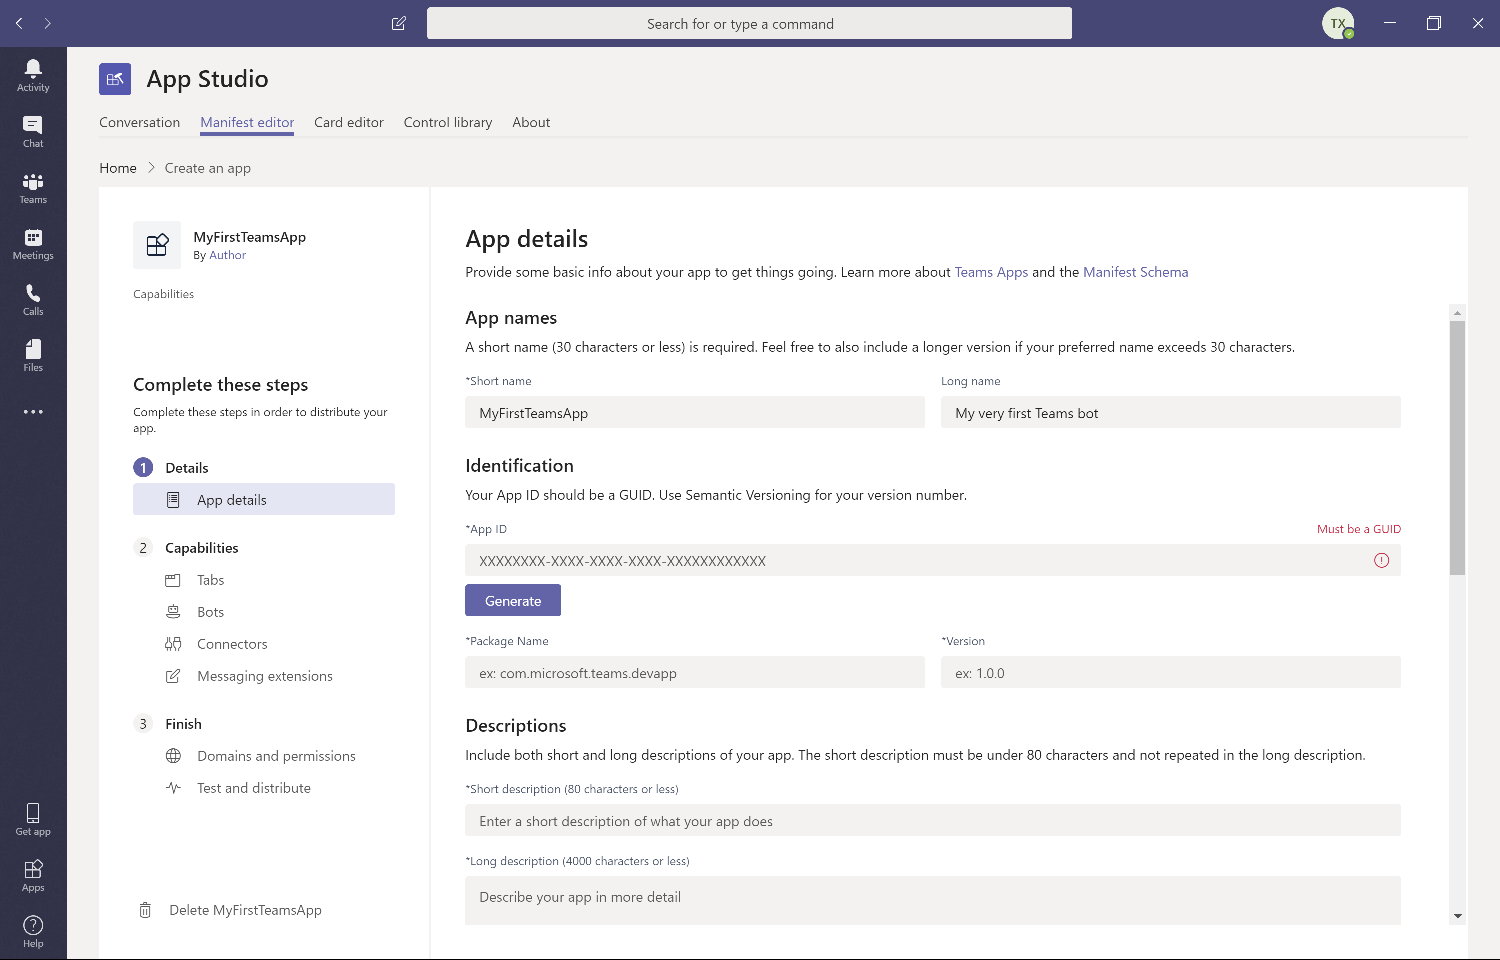 Search for or type a command
TX
Activity
Chat
Teams
Meetings
Calls
Files
Get app
Apps
Help
App Studio
Conversation
Manifest editor
Card editor
Control library
About
Home
Create an app
MyFirstTeamsApp
By Author
Capabilities
Complete these steps
Complete these steps in order to distribute your
app.
1 Details
App details
2 Capabilities
Tabs
Bots
Connectors
Messaging extensions
3 Finish
Domains and permissions
Test and distribute
Delete MyFirstTeamsApp
App details
Provide some basic info about your app to get things going. Learn more about Teams Apps and the Manifest Schema
App names
A short name (30 characters or less) is required. Feel free to also include a longer version if your preferred name exceeds 30 characters.
*Short name
Long name
MyFirstTeamsApp
My very first Teams bot
Identification
Your App ID should be a GUID. Use Semantic Versioning for your version number.
*App ID
Must be a GUID
XXXXXXXX-XXXX-XXXX-XXXX-XXXXXXXXXXXX
Generate
*Package Name
*Version
ex: com.microsoft.teams.devapp
ex: 1.0.0
Descriptions
Include both short and long descriptions of your app. The short description must be under 80 characters and not repeated in the long description.
*Short description (80 characters or less)
Enter a short description of what your app does
*Long description (4000 characters or less)
Describe your app in more detail